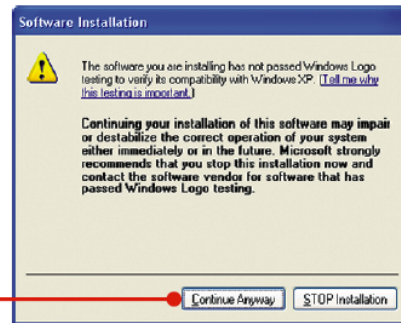 Software Installation
The software you are installing has not passed Windows Logo
testing to verify its compatibility with Windows XP. (Tell me why
this testing is important.)
Continuing your installation of this software may impair
or destabilize the correct operation of your system
either immediately or in the future. Microsoft strongly
recommends that you stop this installation now and
contact the software vendor for software that has
passed Windows Logo testing.
Continue Anyway STOP Installation